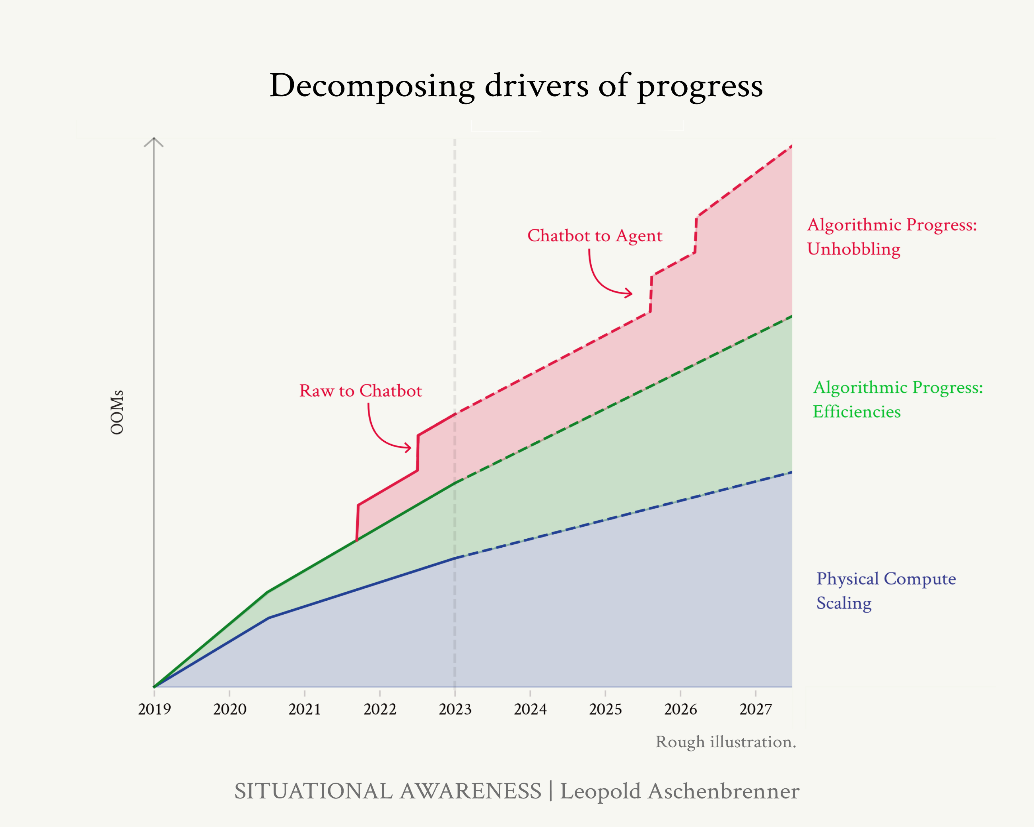 Decomposing drivers of progress
Chatbot to Agent
Algorithmic Progress:
Unhobbling
Raw to Chatbot
Algorithmic Progress:
Efficiencies
OOMs
Physical Compute
Scaling
2019 2020 2021 2022 2023 2024 2025 2026 2027
Rough illustration.
SITUATIONAL AWARENESS | Leopold Aschenbrenner